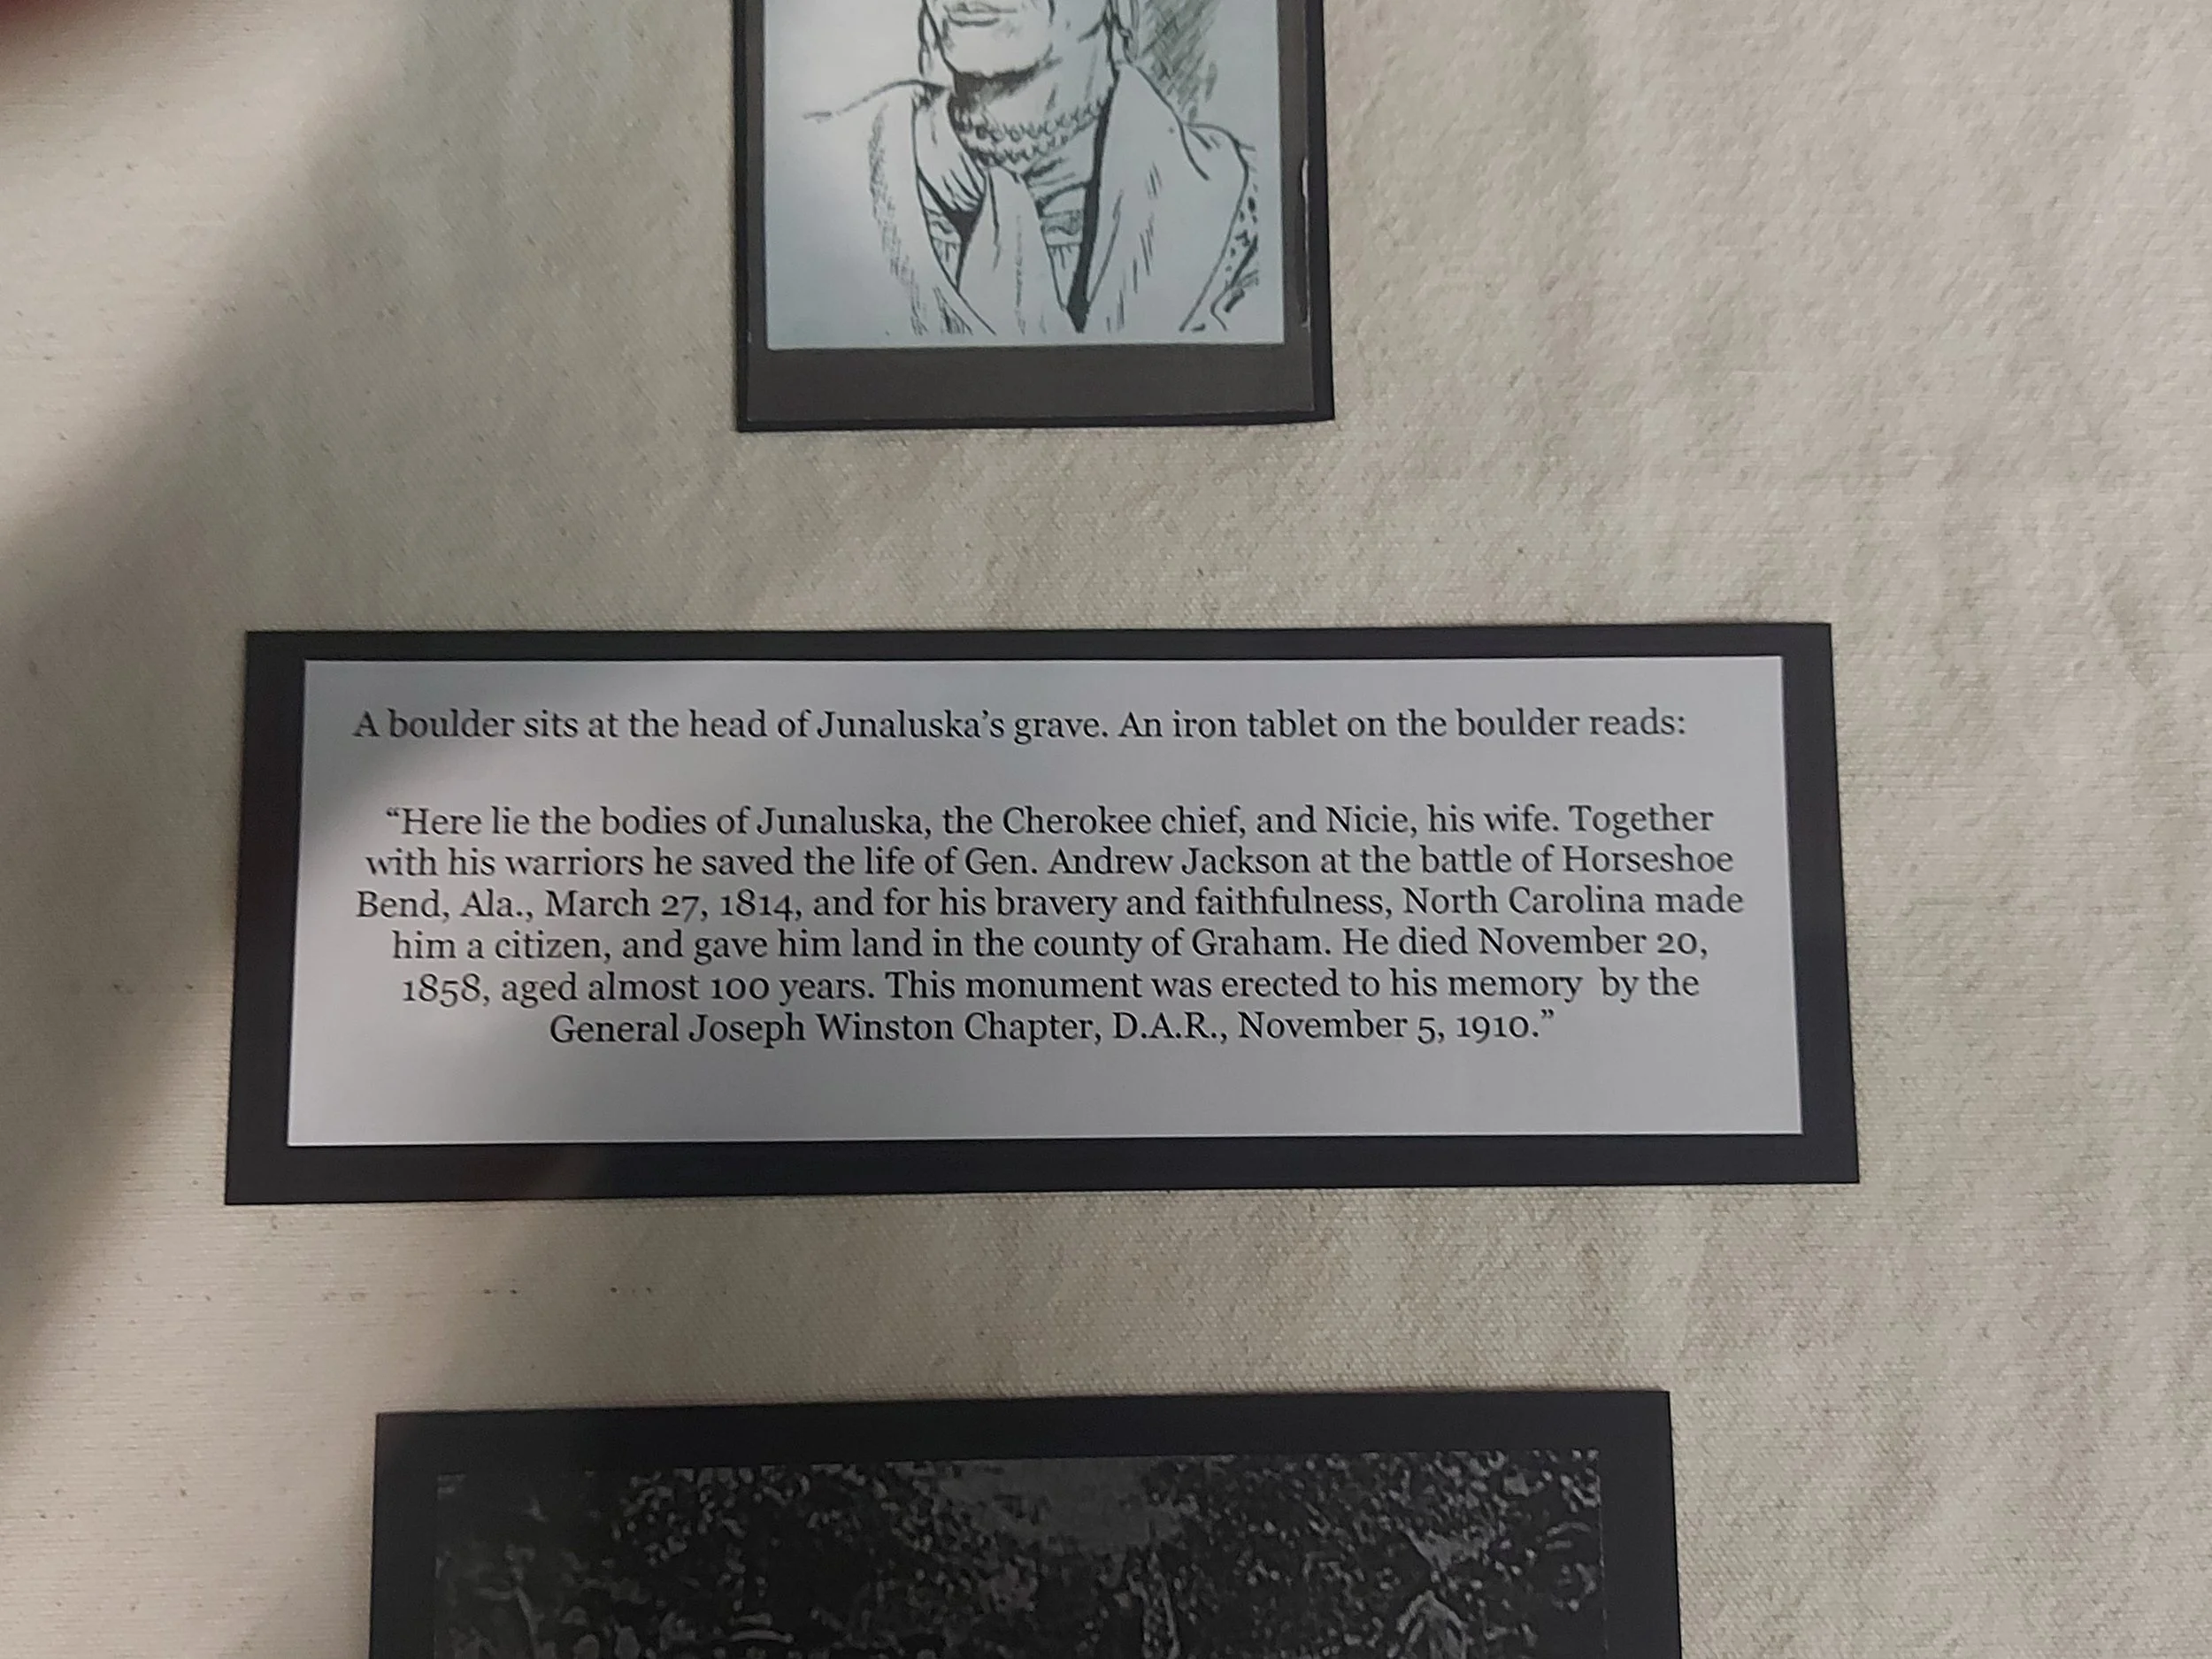 A boulder sits at the head of Junaluska’s grave. An iron tablet on the boulder reads:
“Here lie the bodies of Junaluska, the Cherokee chief, and Nicie, his wife. Together
with his warriors he saved the life of Gen. Andrew Jackson at the battle of Horseshoe
Bend, Ala., March 27, 1814, and for his bravery and faithfulness, North Carolina made
him a citizen, and gave him land in the county of Graham. He died November 20,
1858, aged almost 100 years. This monument was erected to his memory  by the
General Joseph Winston Chapter, D.A.R., November 5, 1910.”